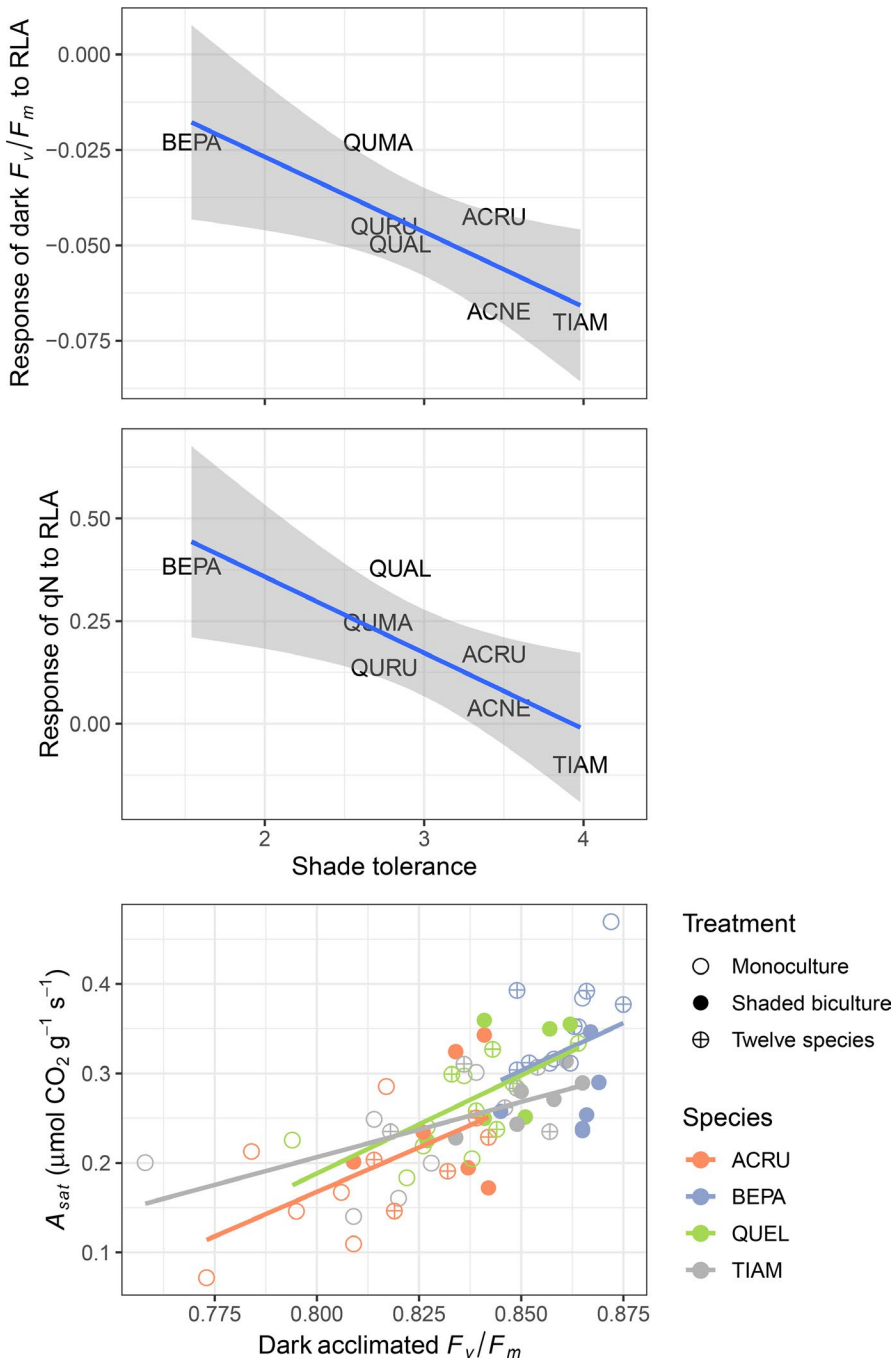 Response of dark Fv/Fm to RLA
0.000
−0.025
−0.050
−0.075
BEPA
QUMA
QURU
QUAL
ACRU
ACNE
TIAM
Response of qN to RLA
0.50
0.25
0.00
BEPA
QUAL
QUMA
QURU
ACRU
ACNE
TIAM
2 3 4
Shade tolerance
Asat (μmol CO2 g−1 s−1)
0.4
0.3
0.2
0.1
0.775 0.800 0.825 0.850 0.875
Dark acclimated Fv/Fm
Treatment
Monoculture
Shaded biculture
Twelve species
Species
ACRU
BEPA
QUEL
TIAM